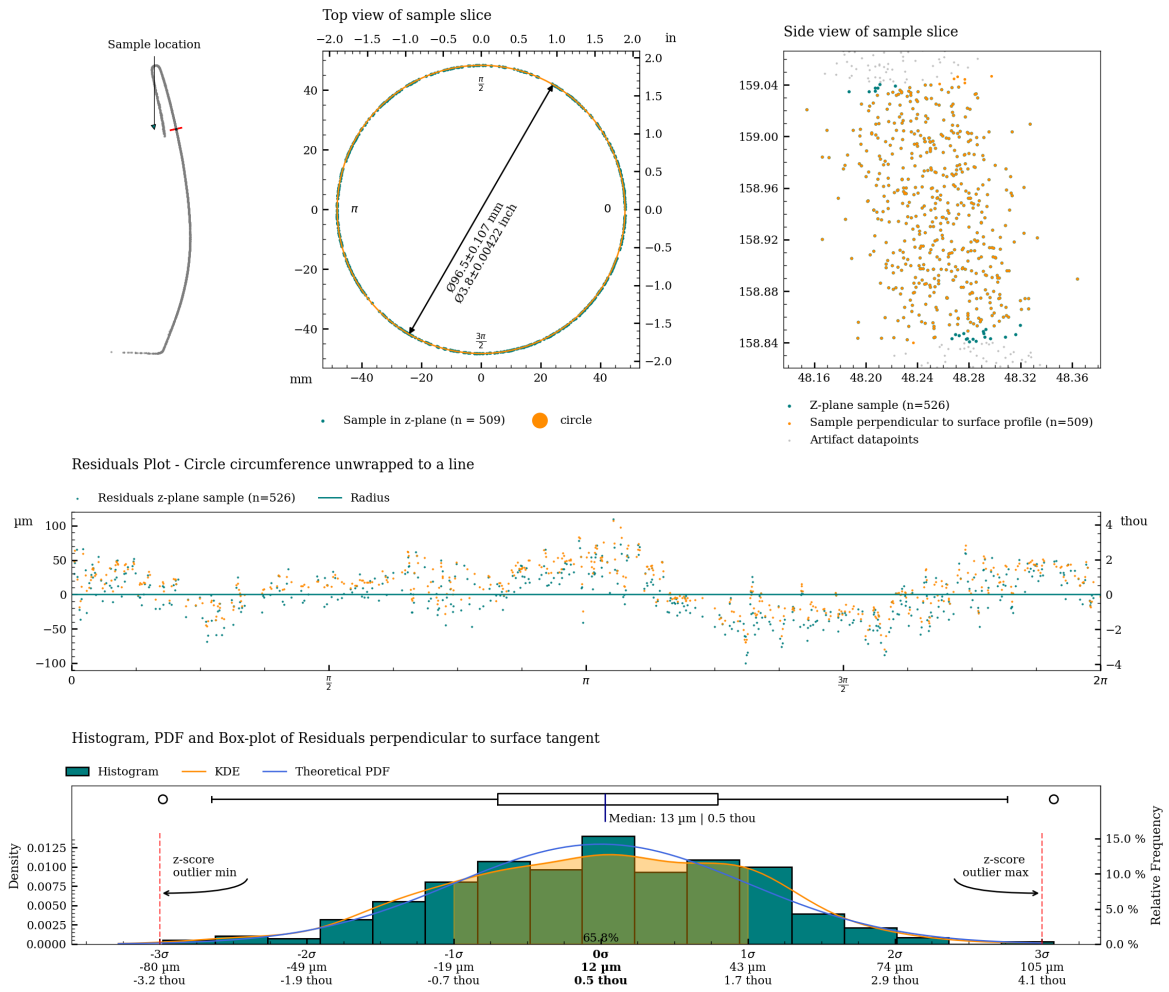 Sample location
Top view of sample slice
−2.0 −1.5 −1.0 −0.5 0.0 0.5 1.0 1.5 2.0 in
2.0
1.5
1.0
0.5
0.0
−0.5
−1.0
−1.5
−2.0
40
20
0
−20
−40
mm
−40 −20 0 20 40
π/2
π
0
3π/2
Ø96.5±0.107 mm
Ø3.8±0.00422 inch
Sample in z-plane (n = 509)
circle
Side view of sample slice
159.04
159.00
158.96
158.92
158.88
158.84
48.16 48.20 48.24 48.28 48.32 48.36
Z-plane sample (n=526)
Sample perpendicular to surface profile (n=509)
Artifact datapoints
Residuals Plot - Circle circumference unwrapped to a line
Residuals z-plane sample (n=526)
Radius
µm
100
50
0
−50
−100
thou
4
2
0
−2
−4
0 π/2 π 3π/2 2π
Histogram, PDF and Box-plot of Residuals perpendicular to surface tangent
Histogram
KDE
Theoretical PDF
Median: 13 µm | 0.5 thou
Density
0.0125
0.0100
0.0075
0.0050
0.0025
0.0000
z-score
outlier min
z-score
outlier max
65.8%
15.0 %
10.0 %
5.0 %
0.0 %
Relative Frequency
-3σ -2σ -1σ 0σ 1σ 2σ 3σ
-80 µm -49 µm -19 µm 12 µm 43 µm 74 µm 105 µm
-3.2 thou -1.9 thou -0.7 thou 0.5 thou 1.7 thou 2.9 thou 4.1 thou